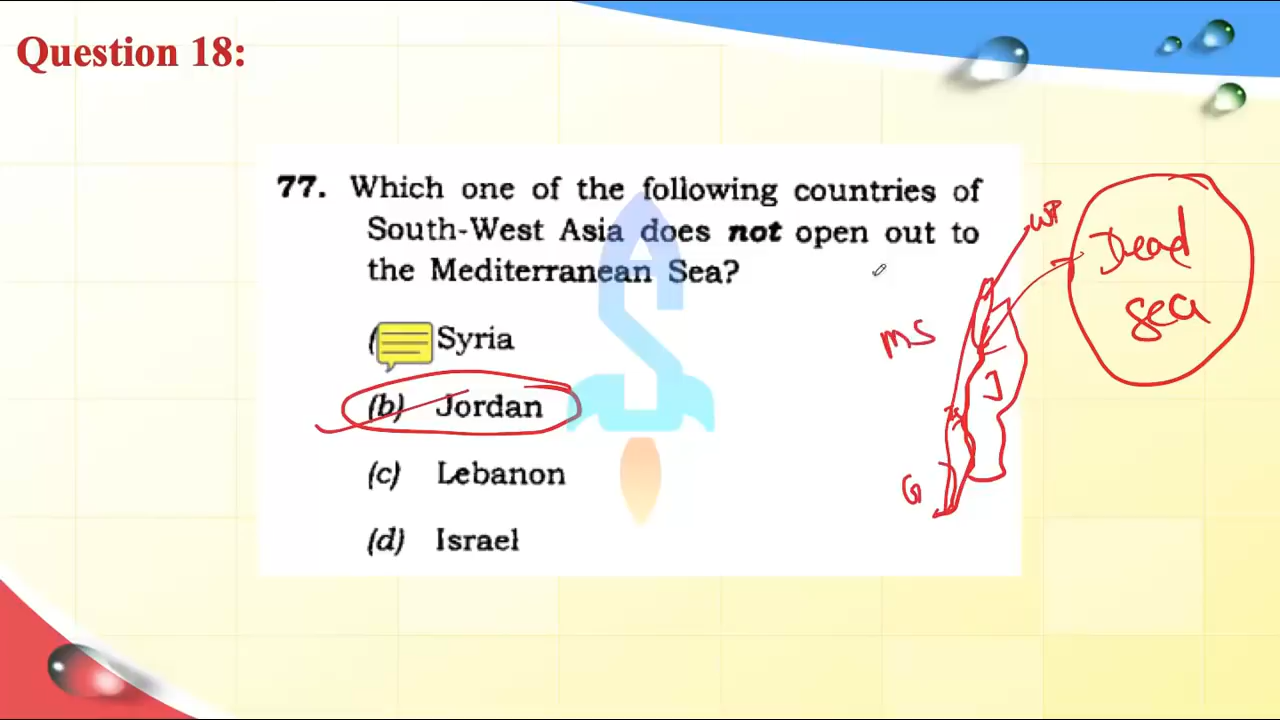 Question 18:
77. Which one of the following countries of
South-West Asia does not open out to
the Mediterranean Sea?
( Syria
(b) Jordan
(c) Lebanon
(d) Israel
WB
Dead
sea
MS
J
G